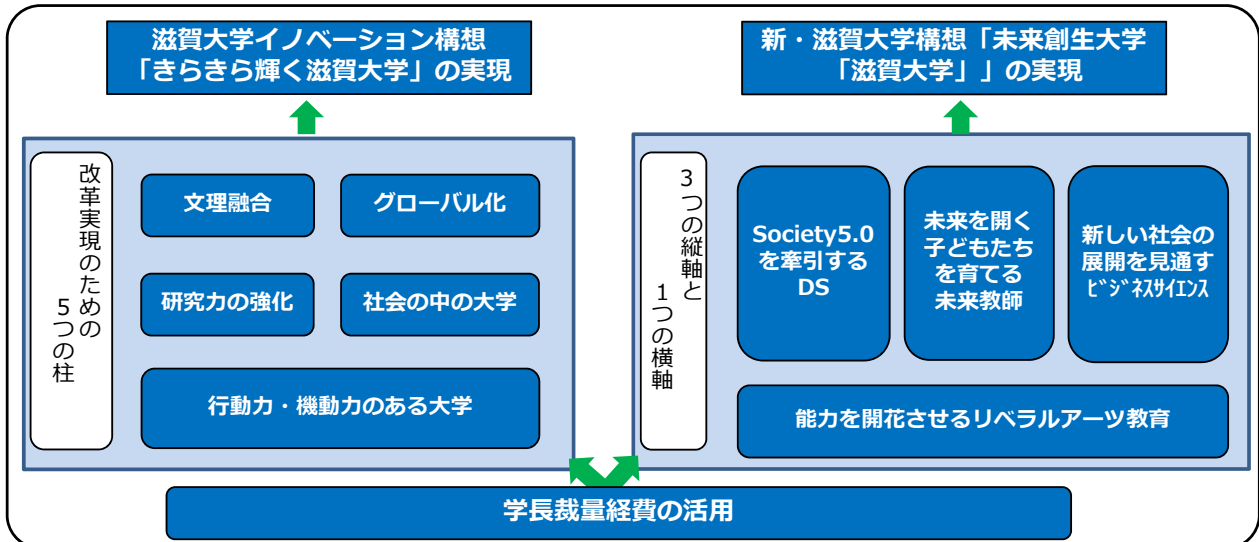 滋賀大学イノベーション構想
「きらきら輝く滋賀大学」の実現
改革実現のための
5つの柱
文理融合
グローバル化
研究力の強化
社会の中の大学
行動力・機動力のある大学
新・滋賀大学構想「未来創生大学
「滋賀大学」」の実現
3つの縦軸と
1つの横軸
Society5.0
を牽引する
DS
未来を開く
子どもたち
を育てる
未来教師
新しい社会の
展開を見通す
ﾋﾞｼﾞﾈｽｻｲｴﾝｽ
能力を開花させるリベラルアーツ教育
学長裁量経費の活用